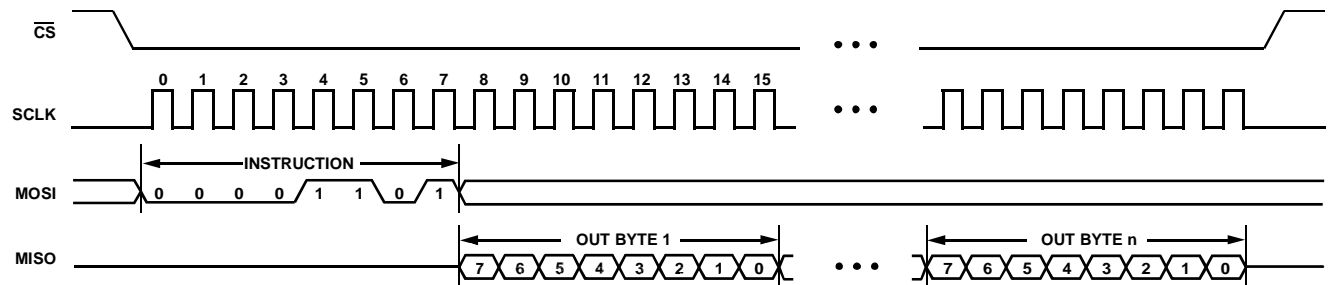 CS
0 1 2 3 4 5 6 7 8 9 10 11 12 13 14 15
SCLK
INSTRUCTION
MOSI
0 0 0 0 1 1 0 1
OUT BYTE 1
OUT BYTE n
MISO
7 6 5 4 3 2 1 0
7 6 5 4 3 2 1 0